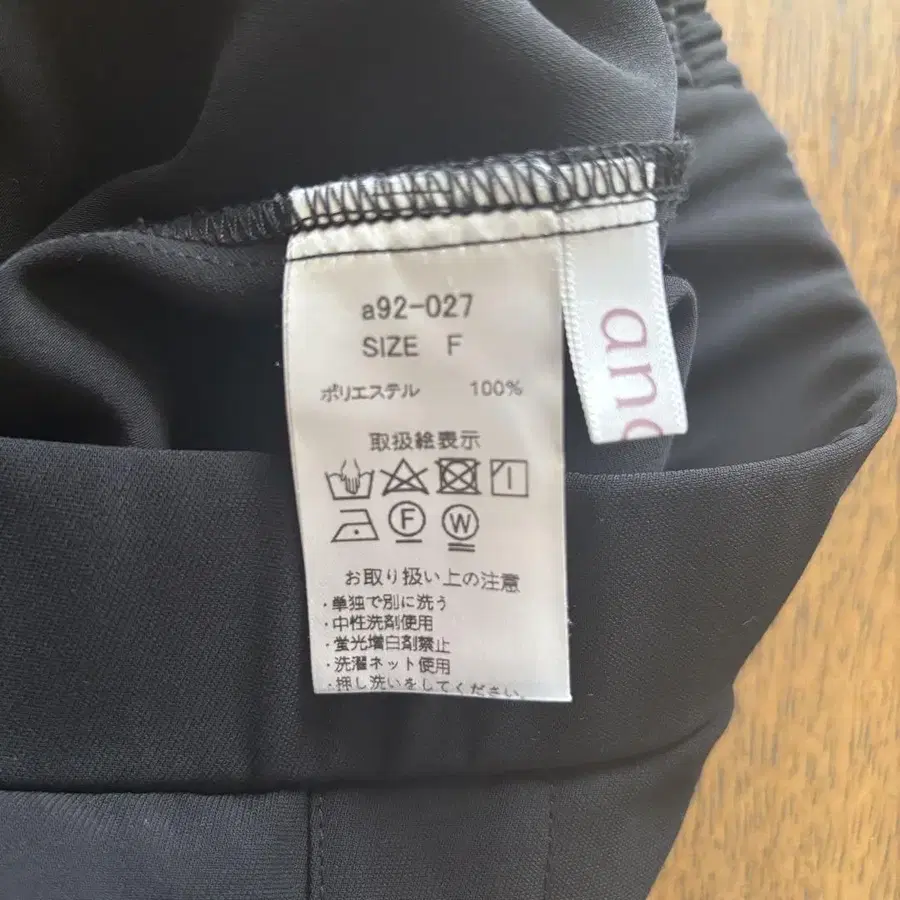 a92-027
SIZE F
ポリエステル 100%
取扱絵表示
F W
お取り扱い上の注意
・単独で別に洗う
・中性洗剤使用
・蛍光増白剤禁止
・洗濯ネット使用
・押し洗いをしてください。
an